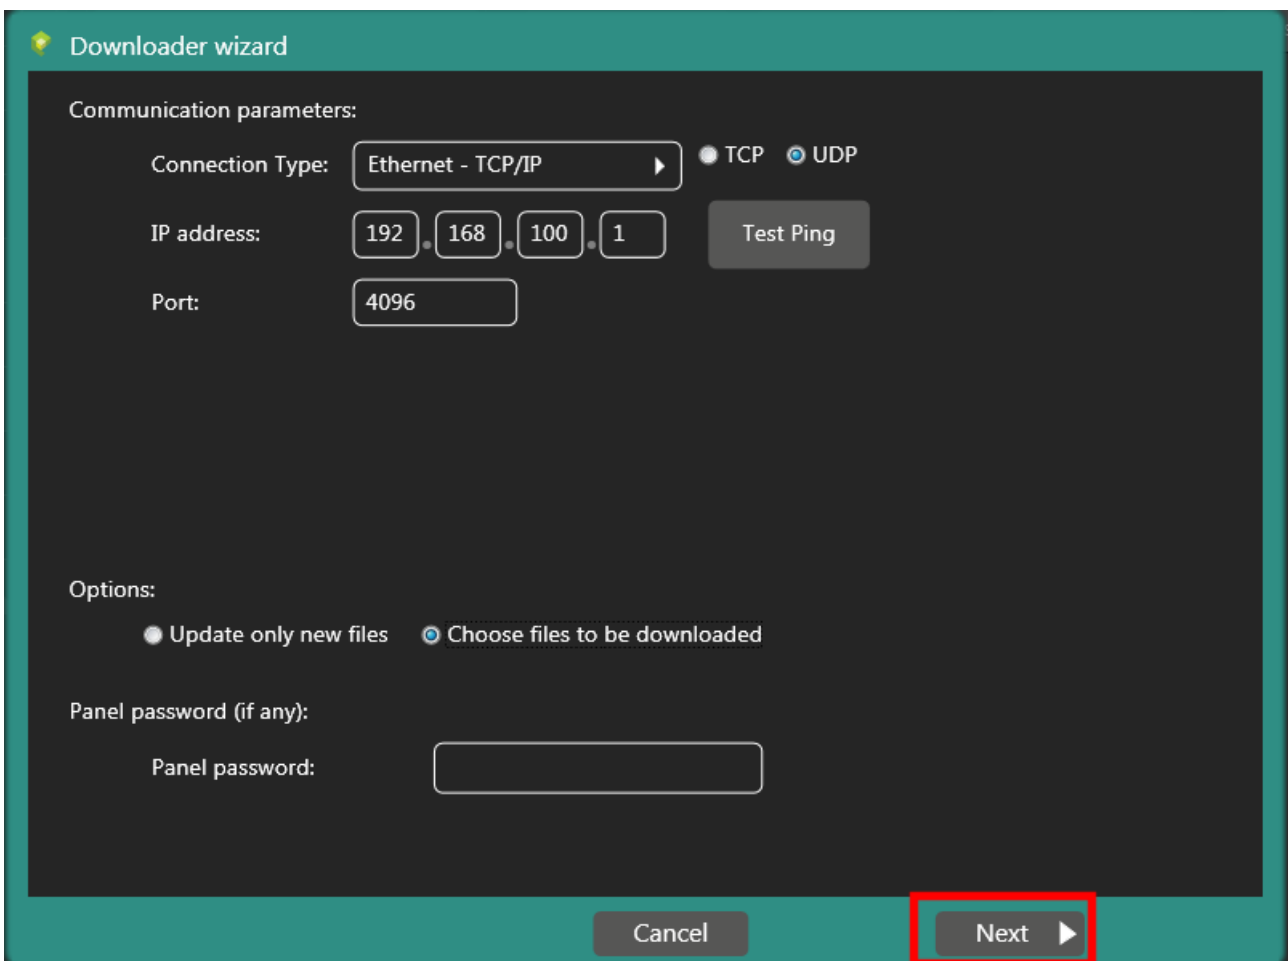 Downloader wizard
Communication parameters:
Connection Type: Ethernet - TCP/IP TCP UDP
IP address: 192 . 168 . 100 . 1 Test Ping
Port: 4096
Options:
Update only new files Choose files to be downloaded
Panel password (if any):
Panel password:
Cancel Next